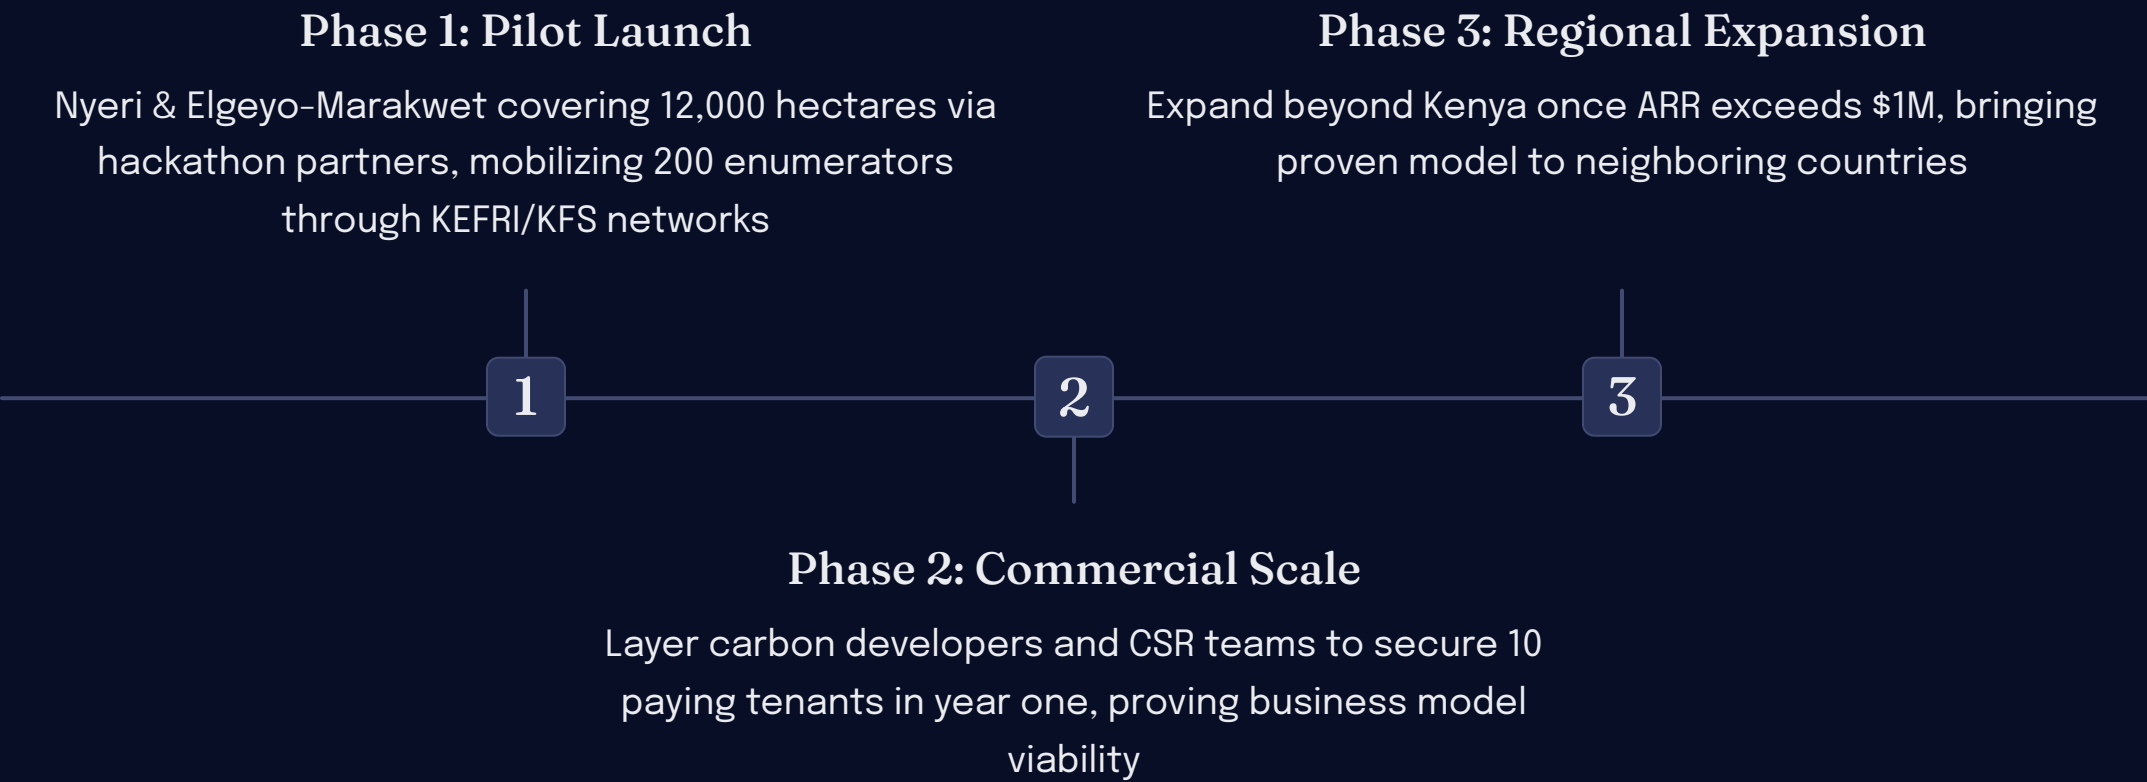 Phase 1: Pilot Launch
Nyeri & Elgeyo-Marakwet covering 12,000 hectares via
hackathon partners, mobilizing 200 enumerators
through KEFRI/KFS networks
Phase 3: Regional Expansion
Expand beyond Kenya once ARR exceeds $1M, bringing
proven model to neighboring countries
1
2
3
Phase 2: Commercial Scale
Layer carbon developers and CSR teams to secure 10
paying tenants in year one, proving business model
viability